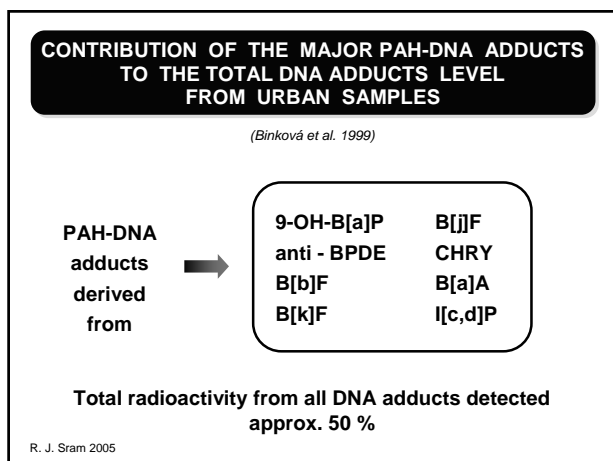 CONTRIBUTION OF THE MAJOR PAH-DNA ADDUCTS
TO THE TOTAL DNA ADDUCTS LEVEL
FROM URBAN SAMPLES
(Binková et al. 1999)
PAH-DNA
adducts
derived
from
9-OH-B[a]P B[j]F
anti - BPDE CHRY
B[b]F B[a]A
B[k]F I[c,d]P
Total radioactivity from all DNA adducts detected
approx. 50 %
R. J. Sram 2005